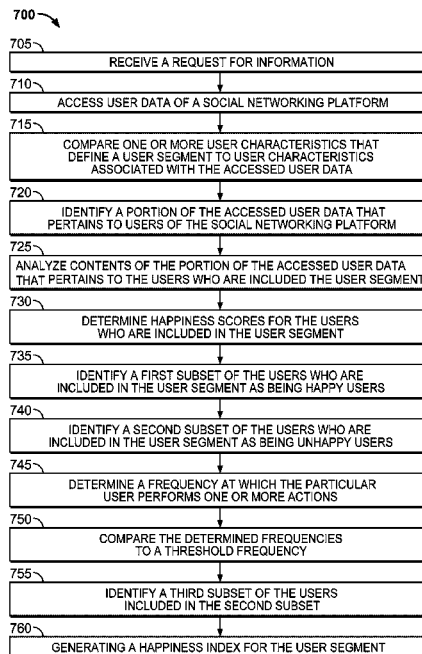 700
705
RECEIVE A REQUEST FOR INFORMATION
710
ACCESS USER DATA OF A SOCIAL NETWORKING PLATFORM
715
COMPARE ONE OR MORE USER CHARACTERISTICS THAT
DEFINE A USER SEGMENT TO USER CHARACTERISTICS
ASSOCIATED WITH THE ACCESSED USER DATA
720
IDENTIFY A PORTION OF THE ACCESSED USER DATA THAT
PERTAINS TO USERS OF THE SOCIAL NETWORKING PLATFORM
725
ANALYZE CONTENTS OF THE PORTION OF THE ACCESSED USER DATA
THAT PERTAINS TO THE USERS WHO ARE INCLUDED THE USER SEGMENT
730
DETERMINE HAPPINESS SCORES FOR THE USERS
WHO ARE INCLUDED IN THE USER SEGMENT
735
IDENTIFY A FIRST SUBSET OF THE USERS WHO ARE
INCLUDED IN THE USER SEGMENT AS BEING HAPPY USERS
740
IDENTIFY A SECOND SUBSET OF THE USERS WHO ARE
INCLUDED IN THE USER SEGMENT AS BEING UNHAPPY USERS
745
DETERMINE A FREQUENCY AT WHICH THE PARTICULAR
USER PERFORMS ONE OR MORE ACTIONS
750
COMPARE THE DETERMINED FREQUENCIES
TO A THRESHOLD FREQUENCY
755
IDENTIFY A THIRD SUBSET OF THE USERS
INCLUDED IN THE SECOND SUBSET
760
GENERATING A HAPPINESS INDEX FOR THE USER SEGMENT